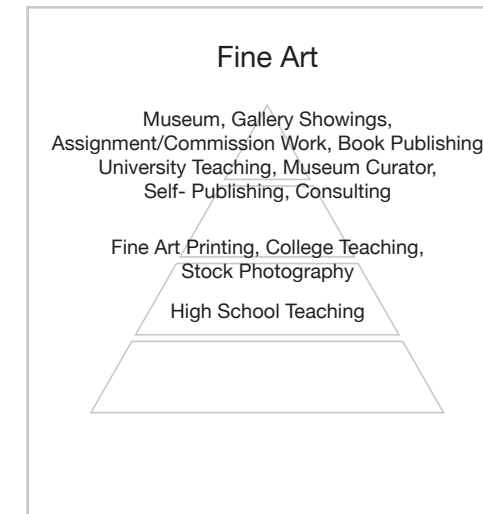 Fine Art
Museum, Gallery Showings,
Assignment/Commission Work, Book Publishing
University Teaching, Museum Curator,
Self- Publishing, Consulting
Fine Art Printing, College Teaching,
Stock Photography
High School Teaching